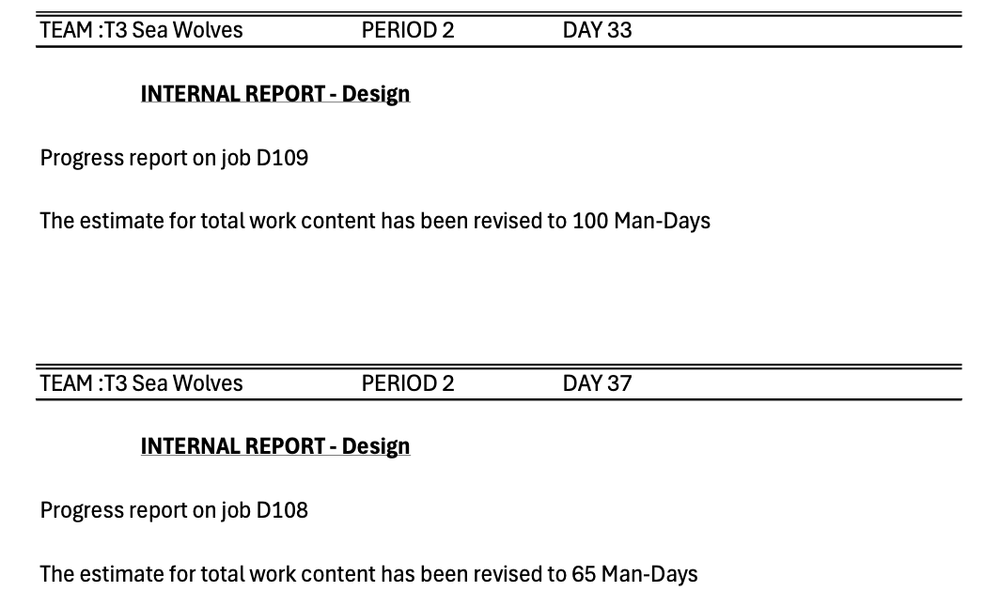 TEAM :T3 Sea Wolves PERIOD 2 DAY 33
INTERNAL REPORT - Design
Progress report on job D109
The estimate for total work content has been revised to 100 Man-Days
TEAM :T3 Sea Wolves PERIOD 2 DAY 37
INTERNAL REPORT - Design
Progress report on job D108
The estimate for total work content has been revised to 65 Man-Days